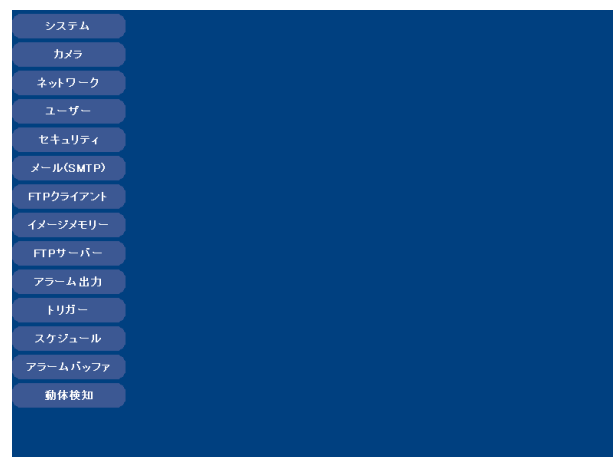 システム
カメラ
ネットワーク
ユーザー
セキュリティ
メール(SMTP)
FTPクライアント
イメージメモリー
FTPサーバー
アラーム出力
トリガー
スケジュール
アラームバッファ
動体検知